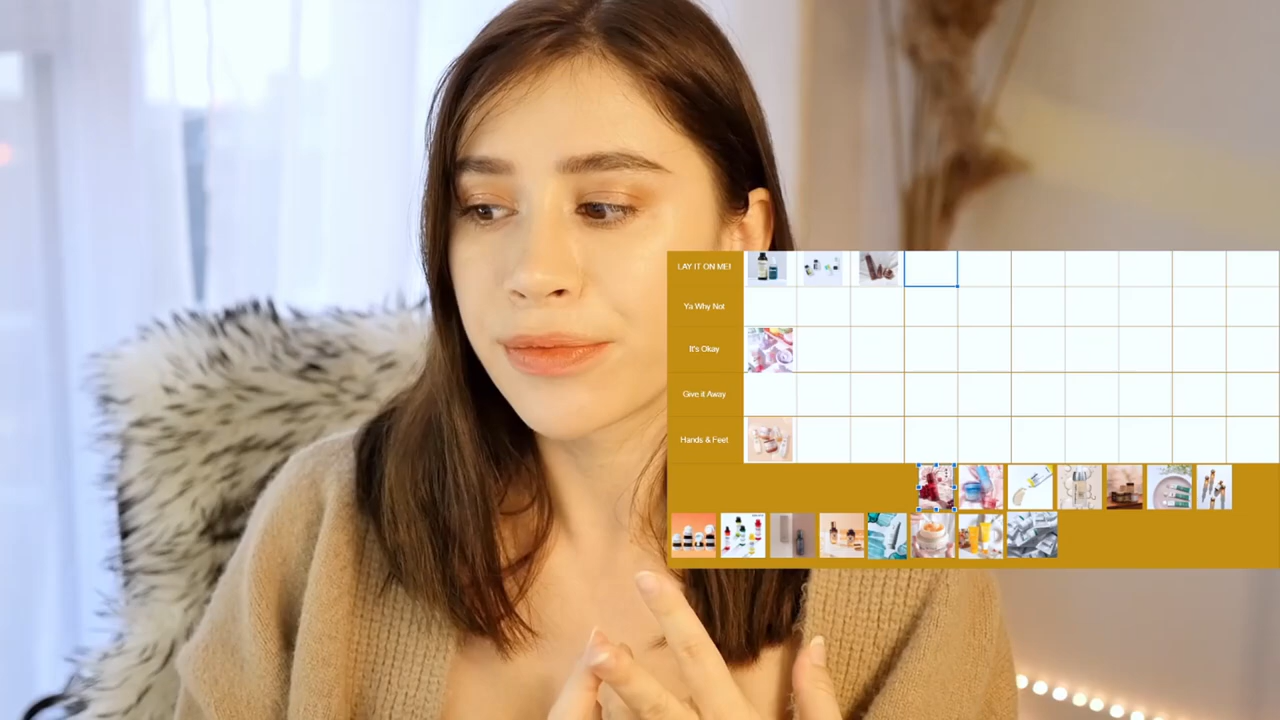 LAY IT ON ME!
Ya Why Not
It's Okay
Give it Away
Hands & Feet